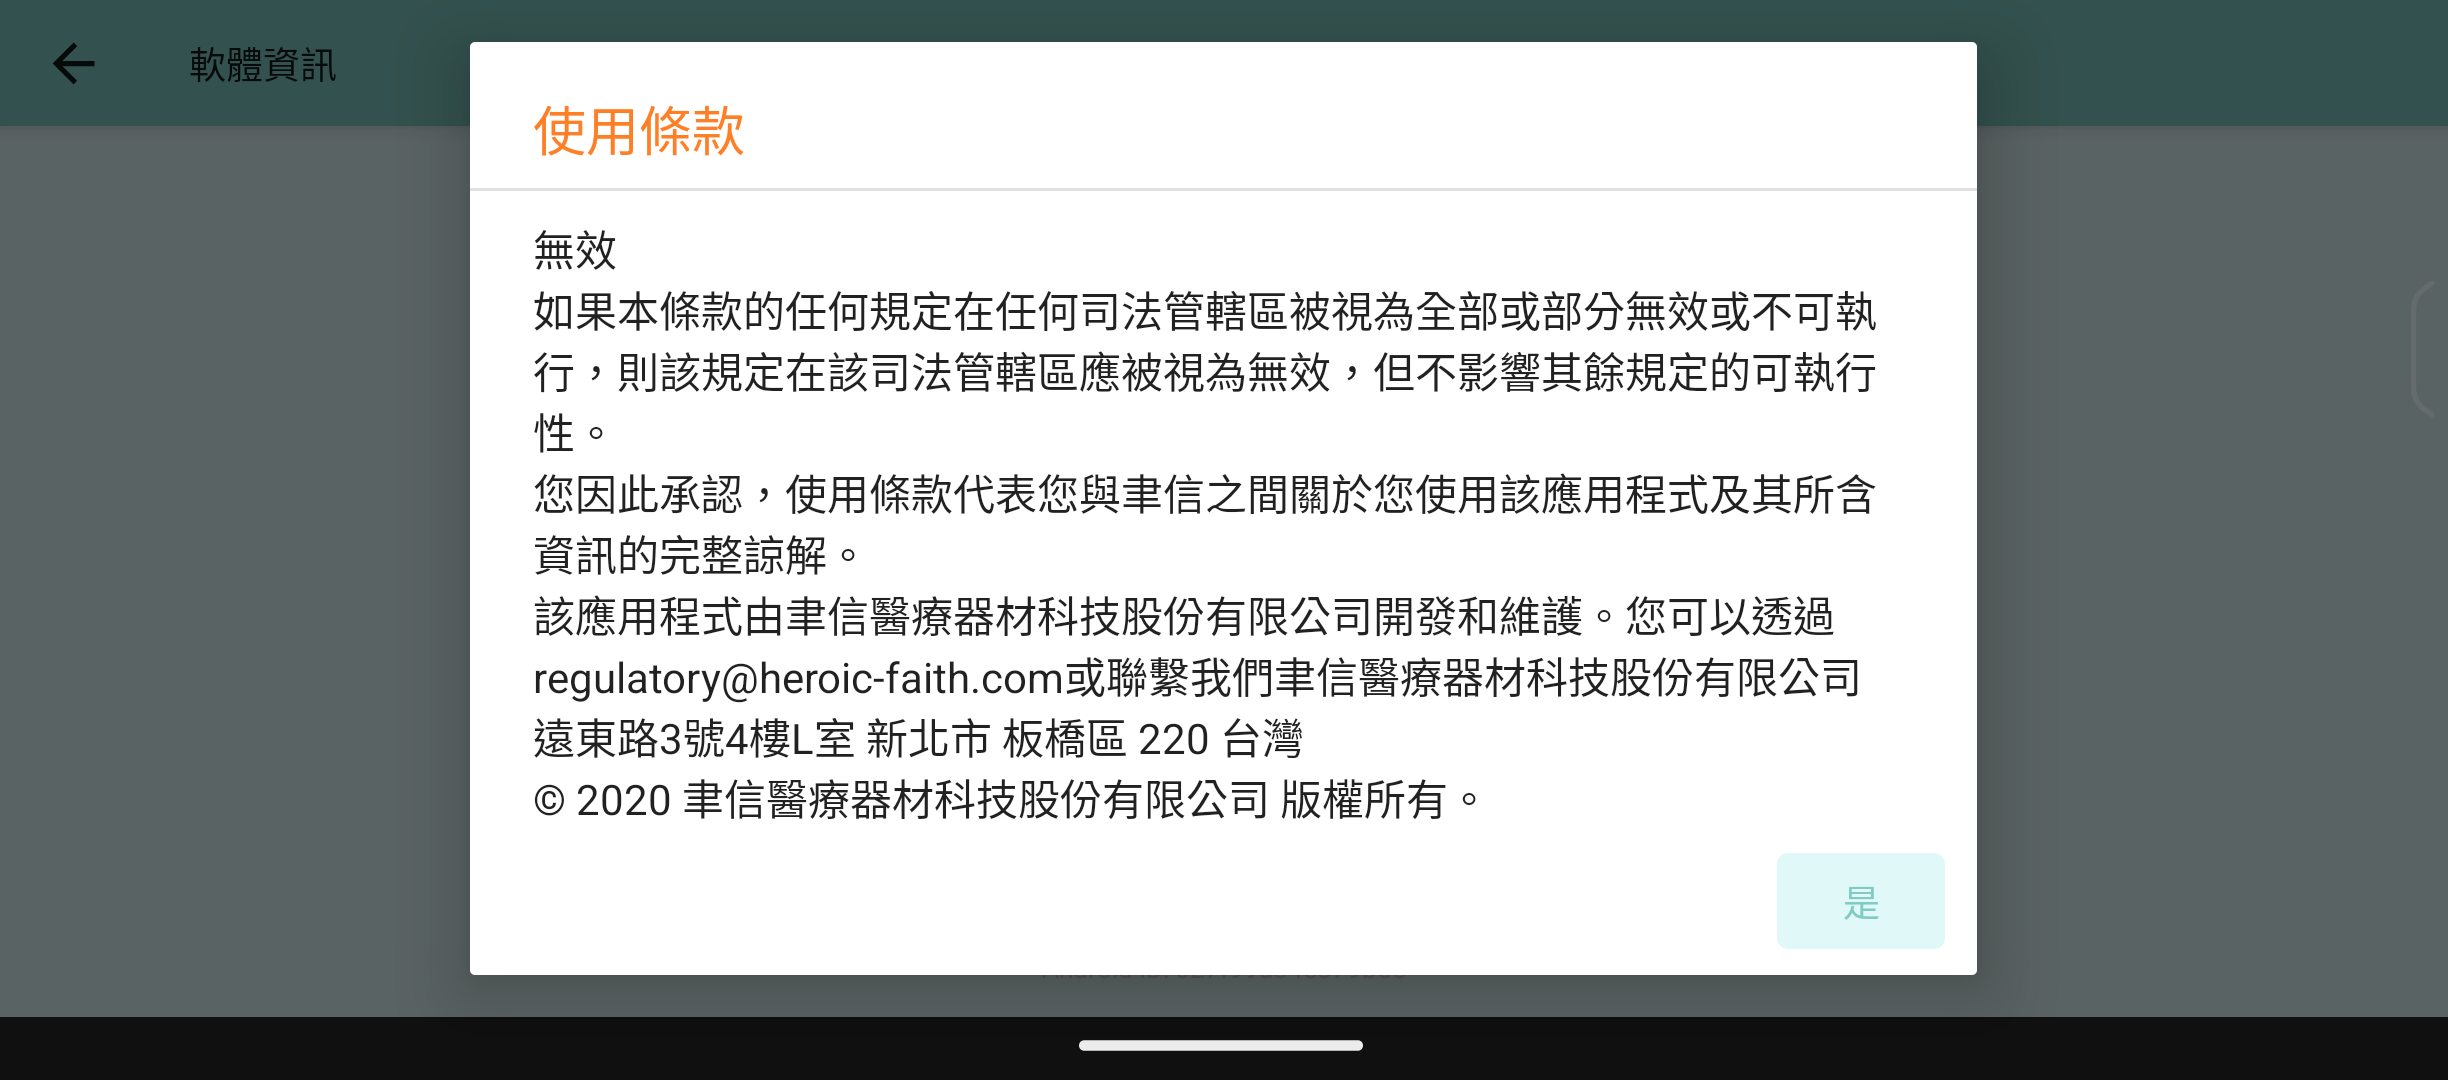 軟體資訊
使用條款
無效
如果本條款的任何規定在任何司法管轄區被視為全部或部分無效或不可執
行，則該規定在該司法管轄區應被視為無效，但不影響其餘規定的可執行
性。
您因此承認，使用條款代表您與聿信之間關於您使用該應用程式及其所含
資訊的完整諒解。
該應用程式由聿信醫療器材科技股份有限公司開發和維護。您可以透過
regulatory@heroic-faith.com或聯繫我們聿信醫療器材科技股份有限公司
遠東路3號4樓L室 新北市 板橋區 220 台灣
© 2020 聿信醫療器材科技股份有限公司 版權所有。
是